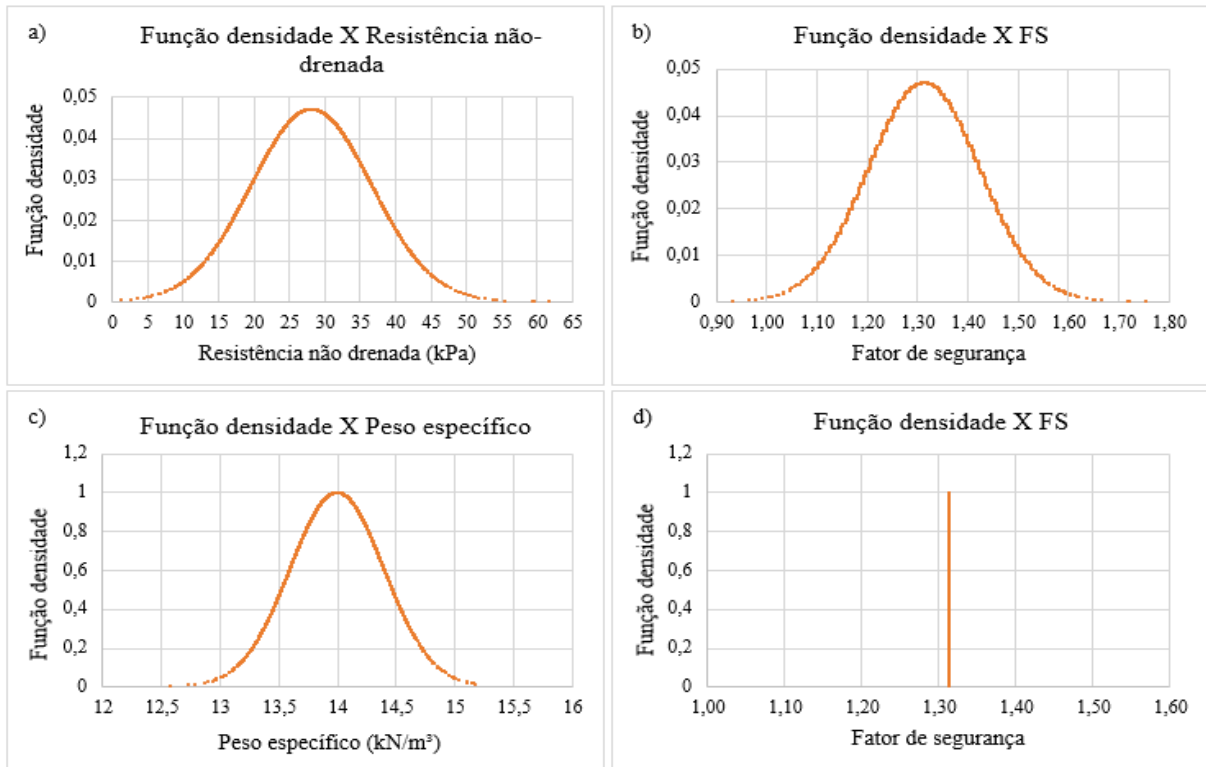 a)
Função densidade X Resistência não-
drenada
Função densidade
0,05
0,04
0,03
0,02
0,01
0
0 5 10 15 20 25 30 35 40 45 50 55 60 65
Resistência não drenada (kPa)
b)
Função densidade X FS
Função densidade
0,05
0,04
0,03
0,02
0,01
0
0,90 1,00 1,10 1,20 1,30 1,40 1,50 1,60 1,70 1,80
Fator de segurança
c)
Função densidade X Peso específico
Função densidade
1,2
1
0,8
0,6
0,4
0,2
0
12 12,5 13 13,5 14 14,5 15 15,5 16
Peso específico (kN/m³)
d)
Função densidade X FS
Função densidade
1,2
1
0,8
0,6
0,4
0,2
0
1,00 1,10 1,20 1,30 1,40 1,50 1,60
Fator de segurança